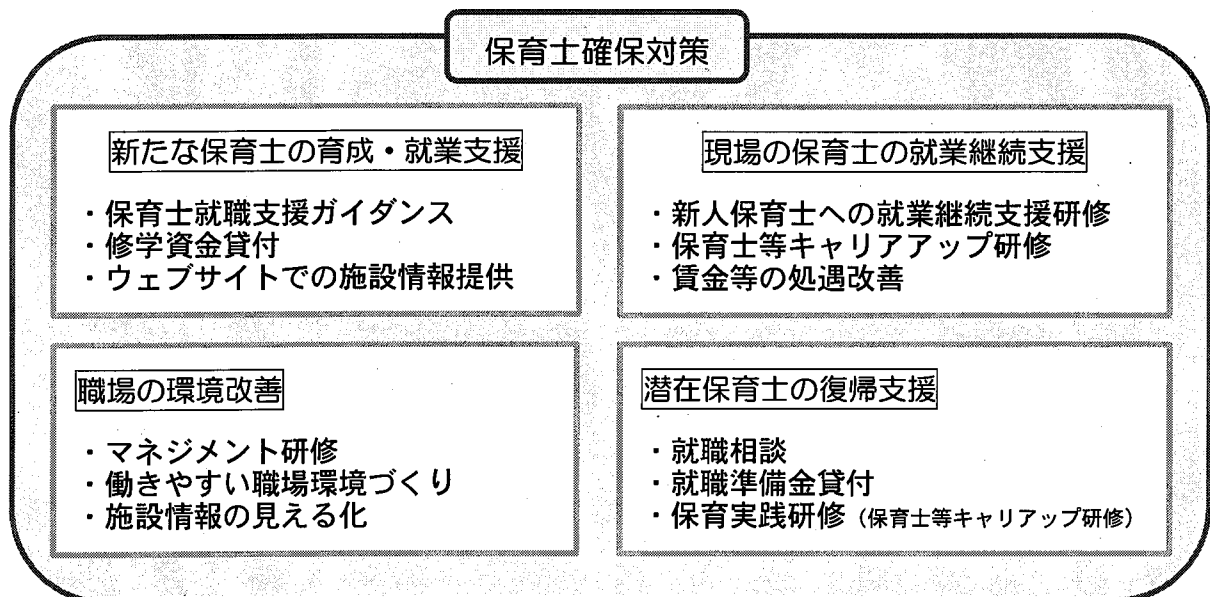 保育士確保対策
新たな保育士の育成・就業支援
・保育士就職支援ガイダンス
・修学資金貸付
・ウェブサイトでの施設情報提供
現場の保育士の就業継続支援
・新人保育士への就業継続支援研修
・保育士等キャリアアップ研修
・賃金等の処遇改善
職場の環境改善
・マネジメント研修
・働きやすい職場環境づくり
・施設情報の見える化
潜在保育士の復帰支援
・就職相談
・就職準備金貸付
・保育実践研修（保育士等キャリアップ研修）